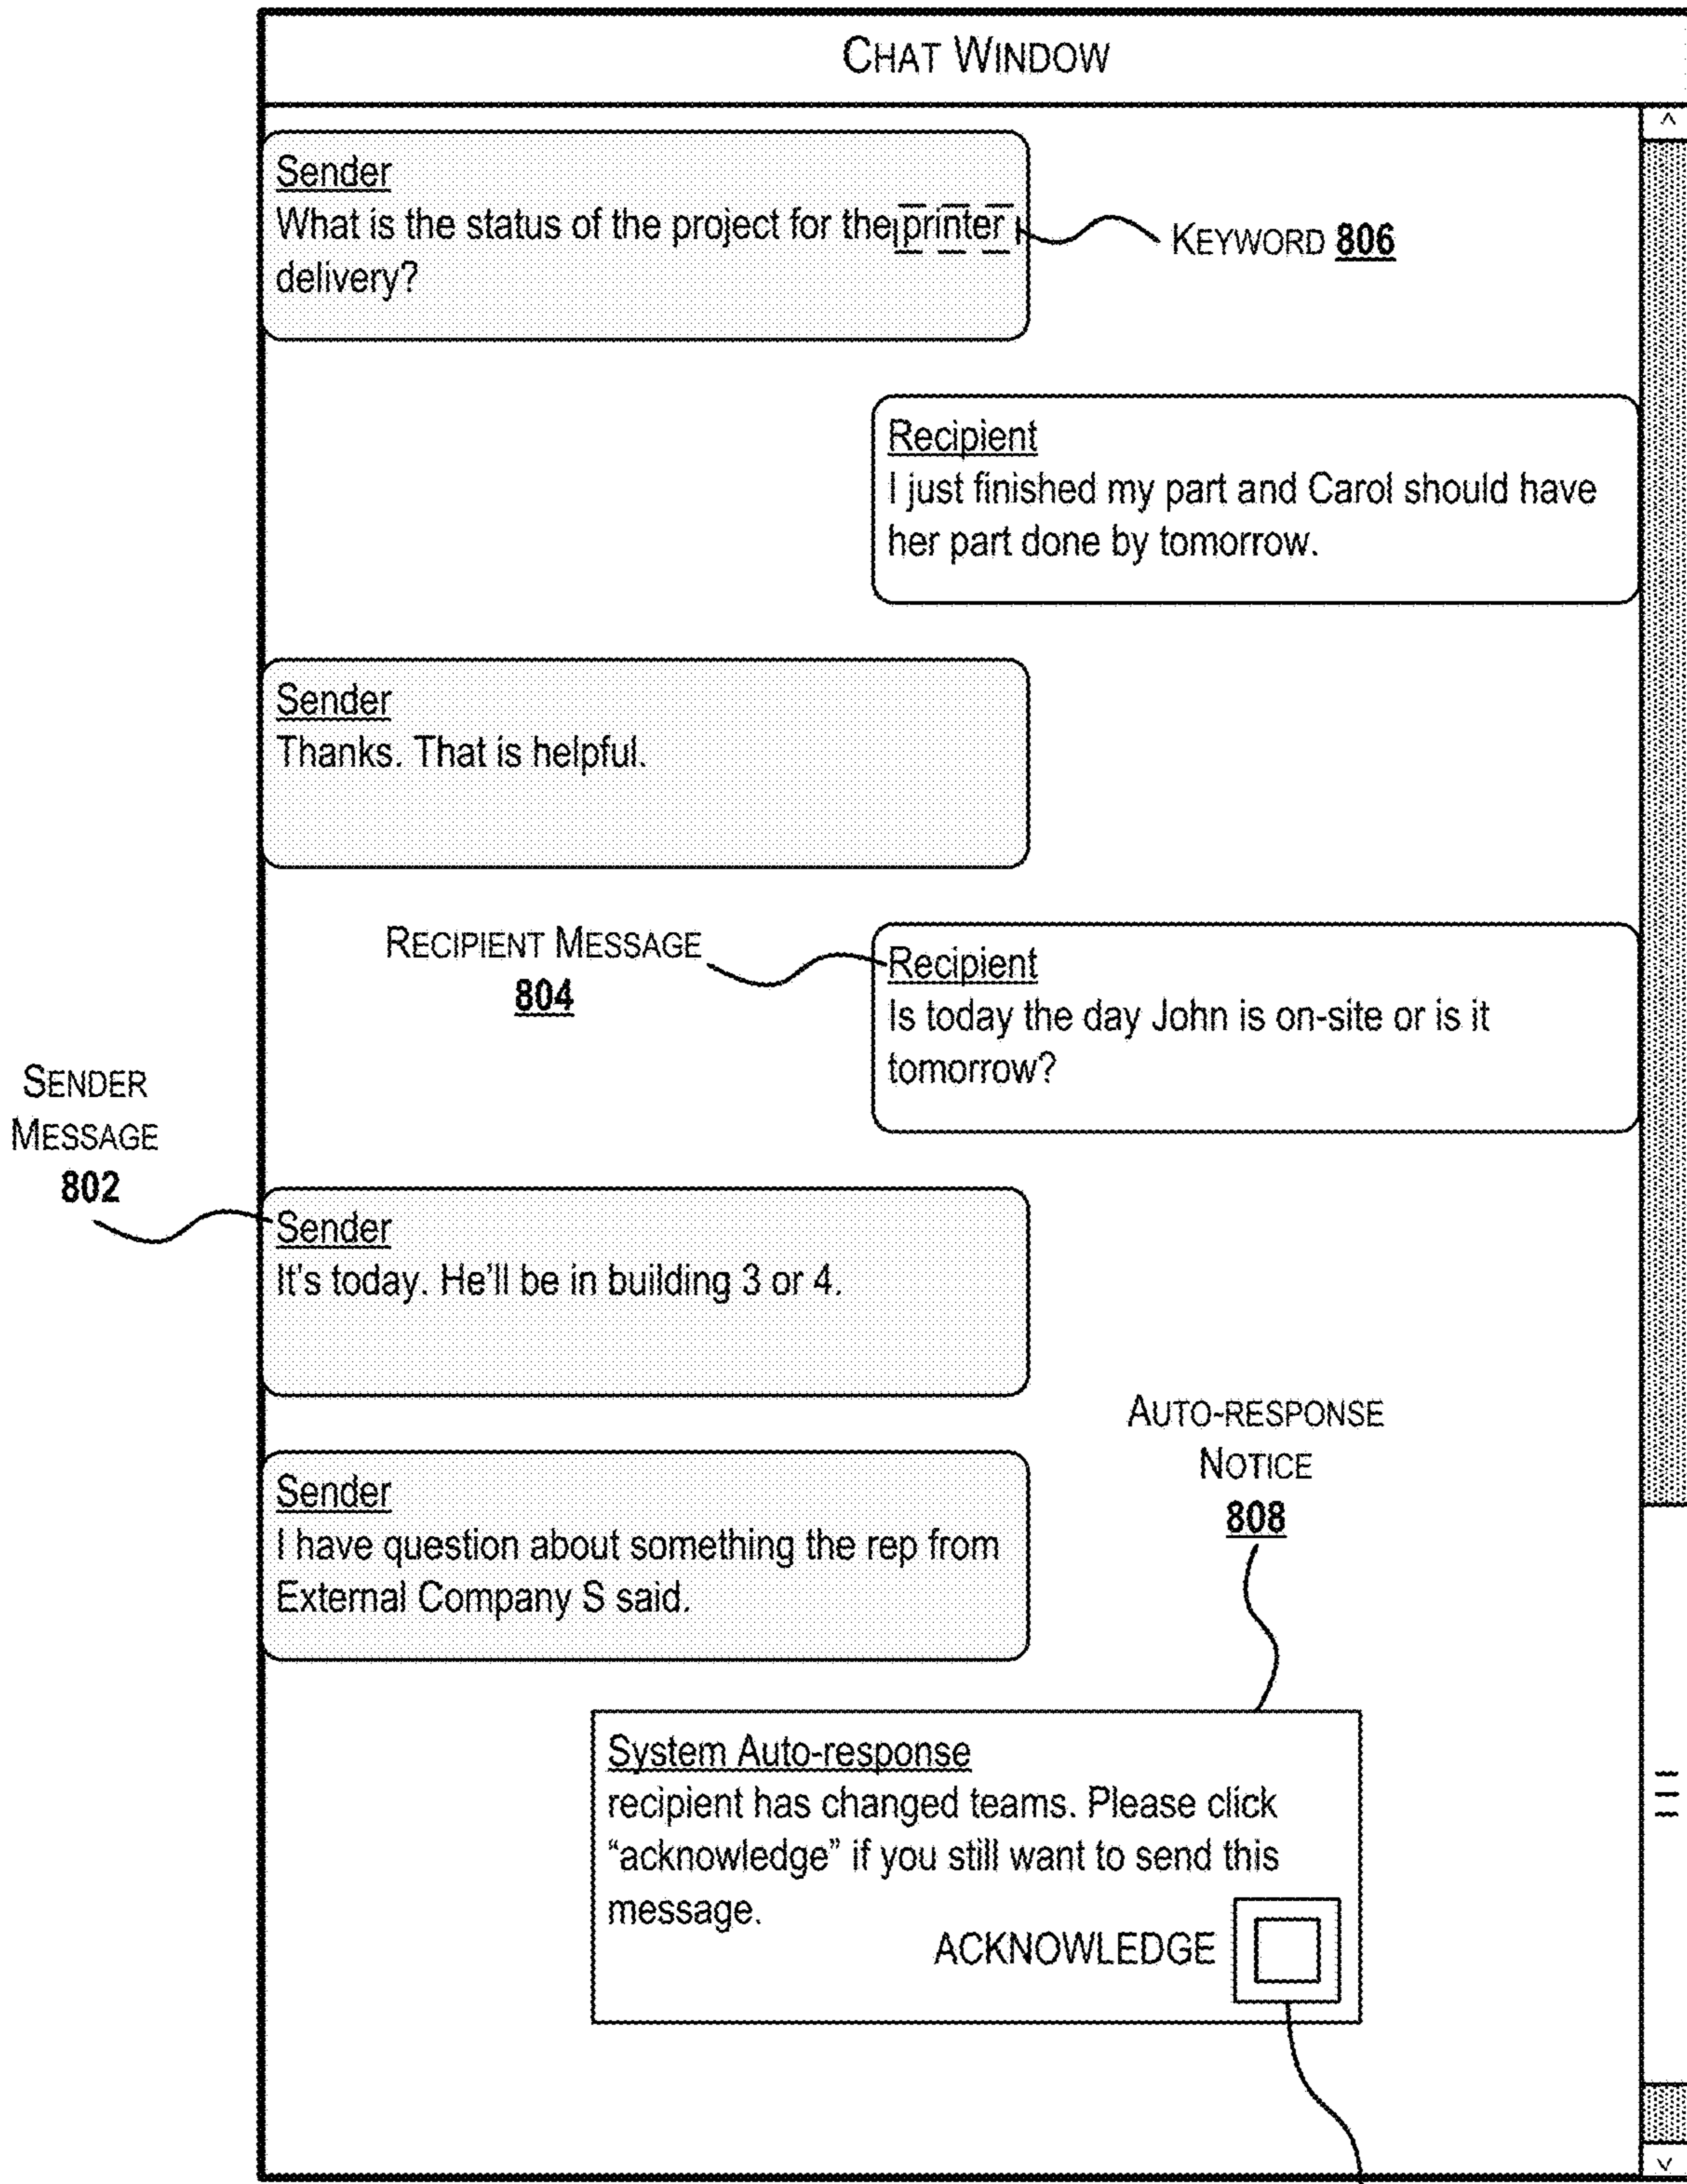 CHAT WINDOW
Sender
What is the status of the project for the printer
delivery?
KEYWORD 806
Recipient
I just finished my part and Carol should have
her part done by tomorrow.
Sender
Thanks. That is helpful.
RECIPIENT MESSAGE
804
Recipient
Is today the day John is on-site or is it
tomorrow?
SENDER
MESSAGE
802
Sender
It's today. He'll be in building 3 or 4.
AUTO-RESPONSE
NOTICE
808
Sender
I have question about something the rep from
External Company S said.
System Auto-response
recipient has changed teams. Please click
“acknowledge” if you still want to send this
message.
ACKNOWLEDGE